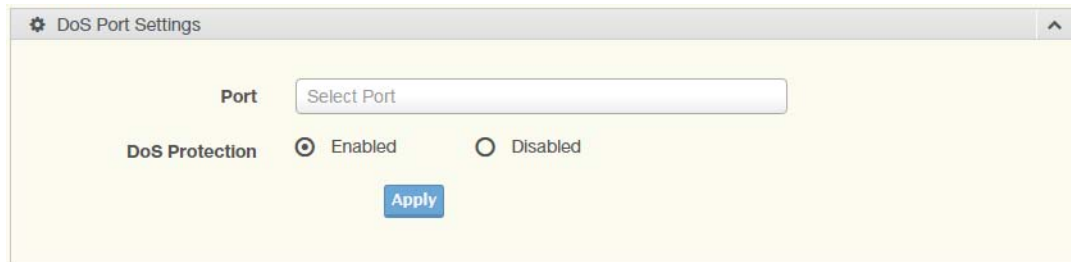 DoS Port Settings
Port Select Port
DoS Protection Enabled Disabled
Apply